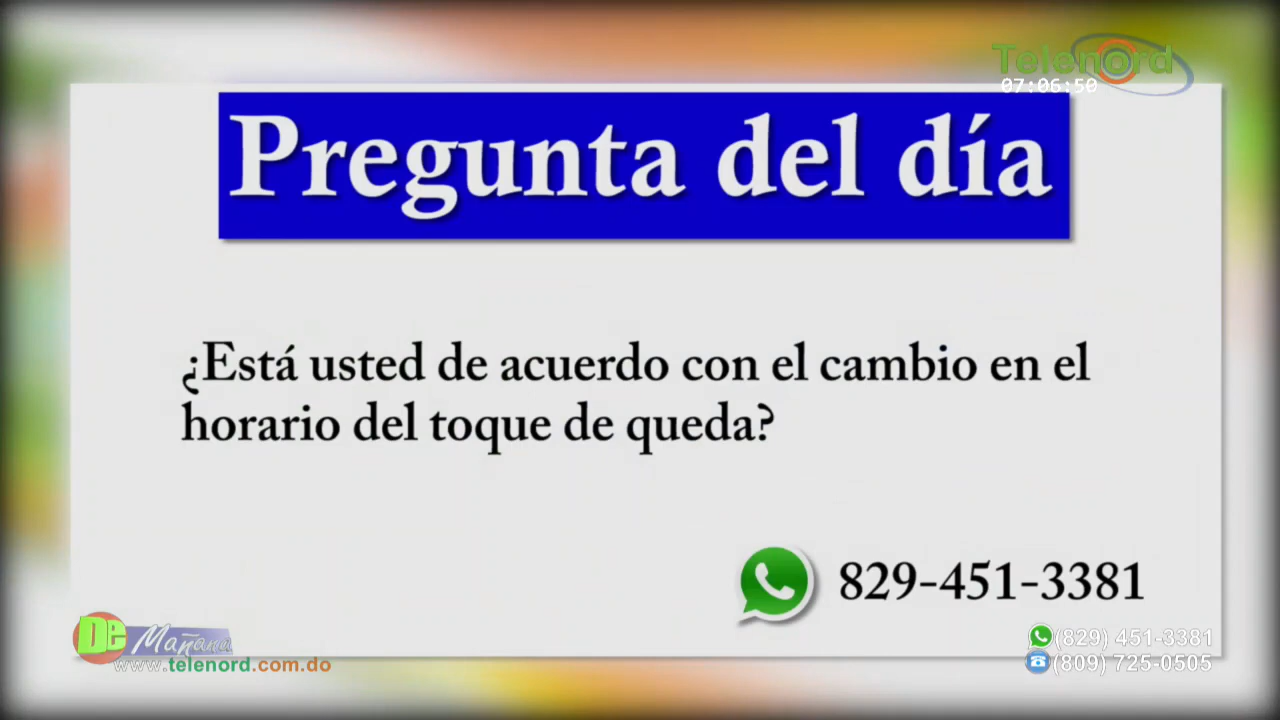 Telenord
07:06:50
Pregunta del día
¿Está usted de acuerdo con el cambio en el
horario del toque de queda?
829-451-3381
De Mañana
www.telenord.com.do
(829) 451-3381
(809) 725-0505